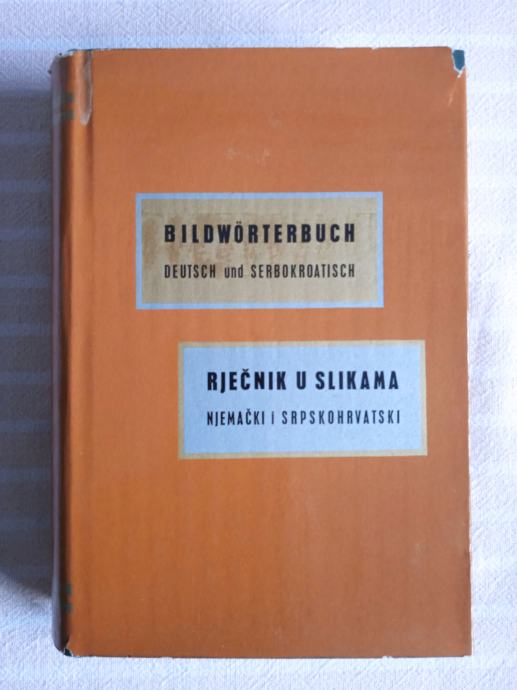 BILDWÖRTERBUCH
DEUTSCH und SERBOKROATISCH
RJEČNIK U SLIKAMA
NJEMAČKI I SRPSKOHRVATSKI